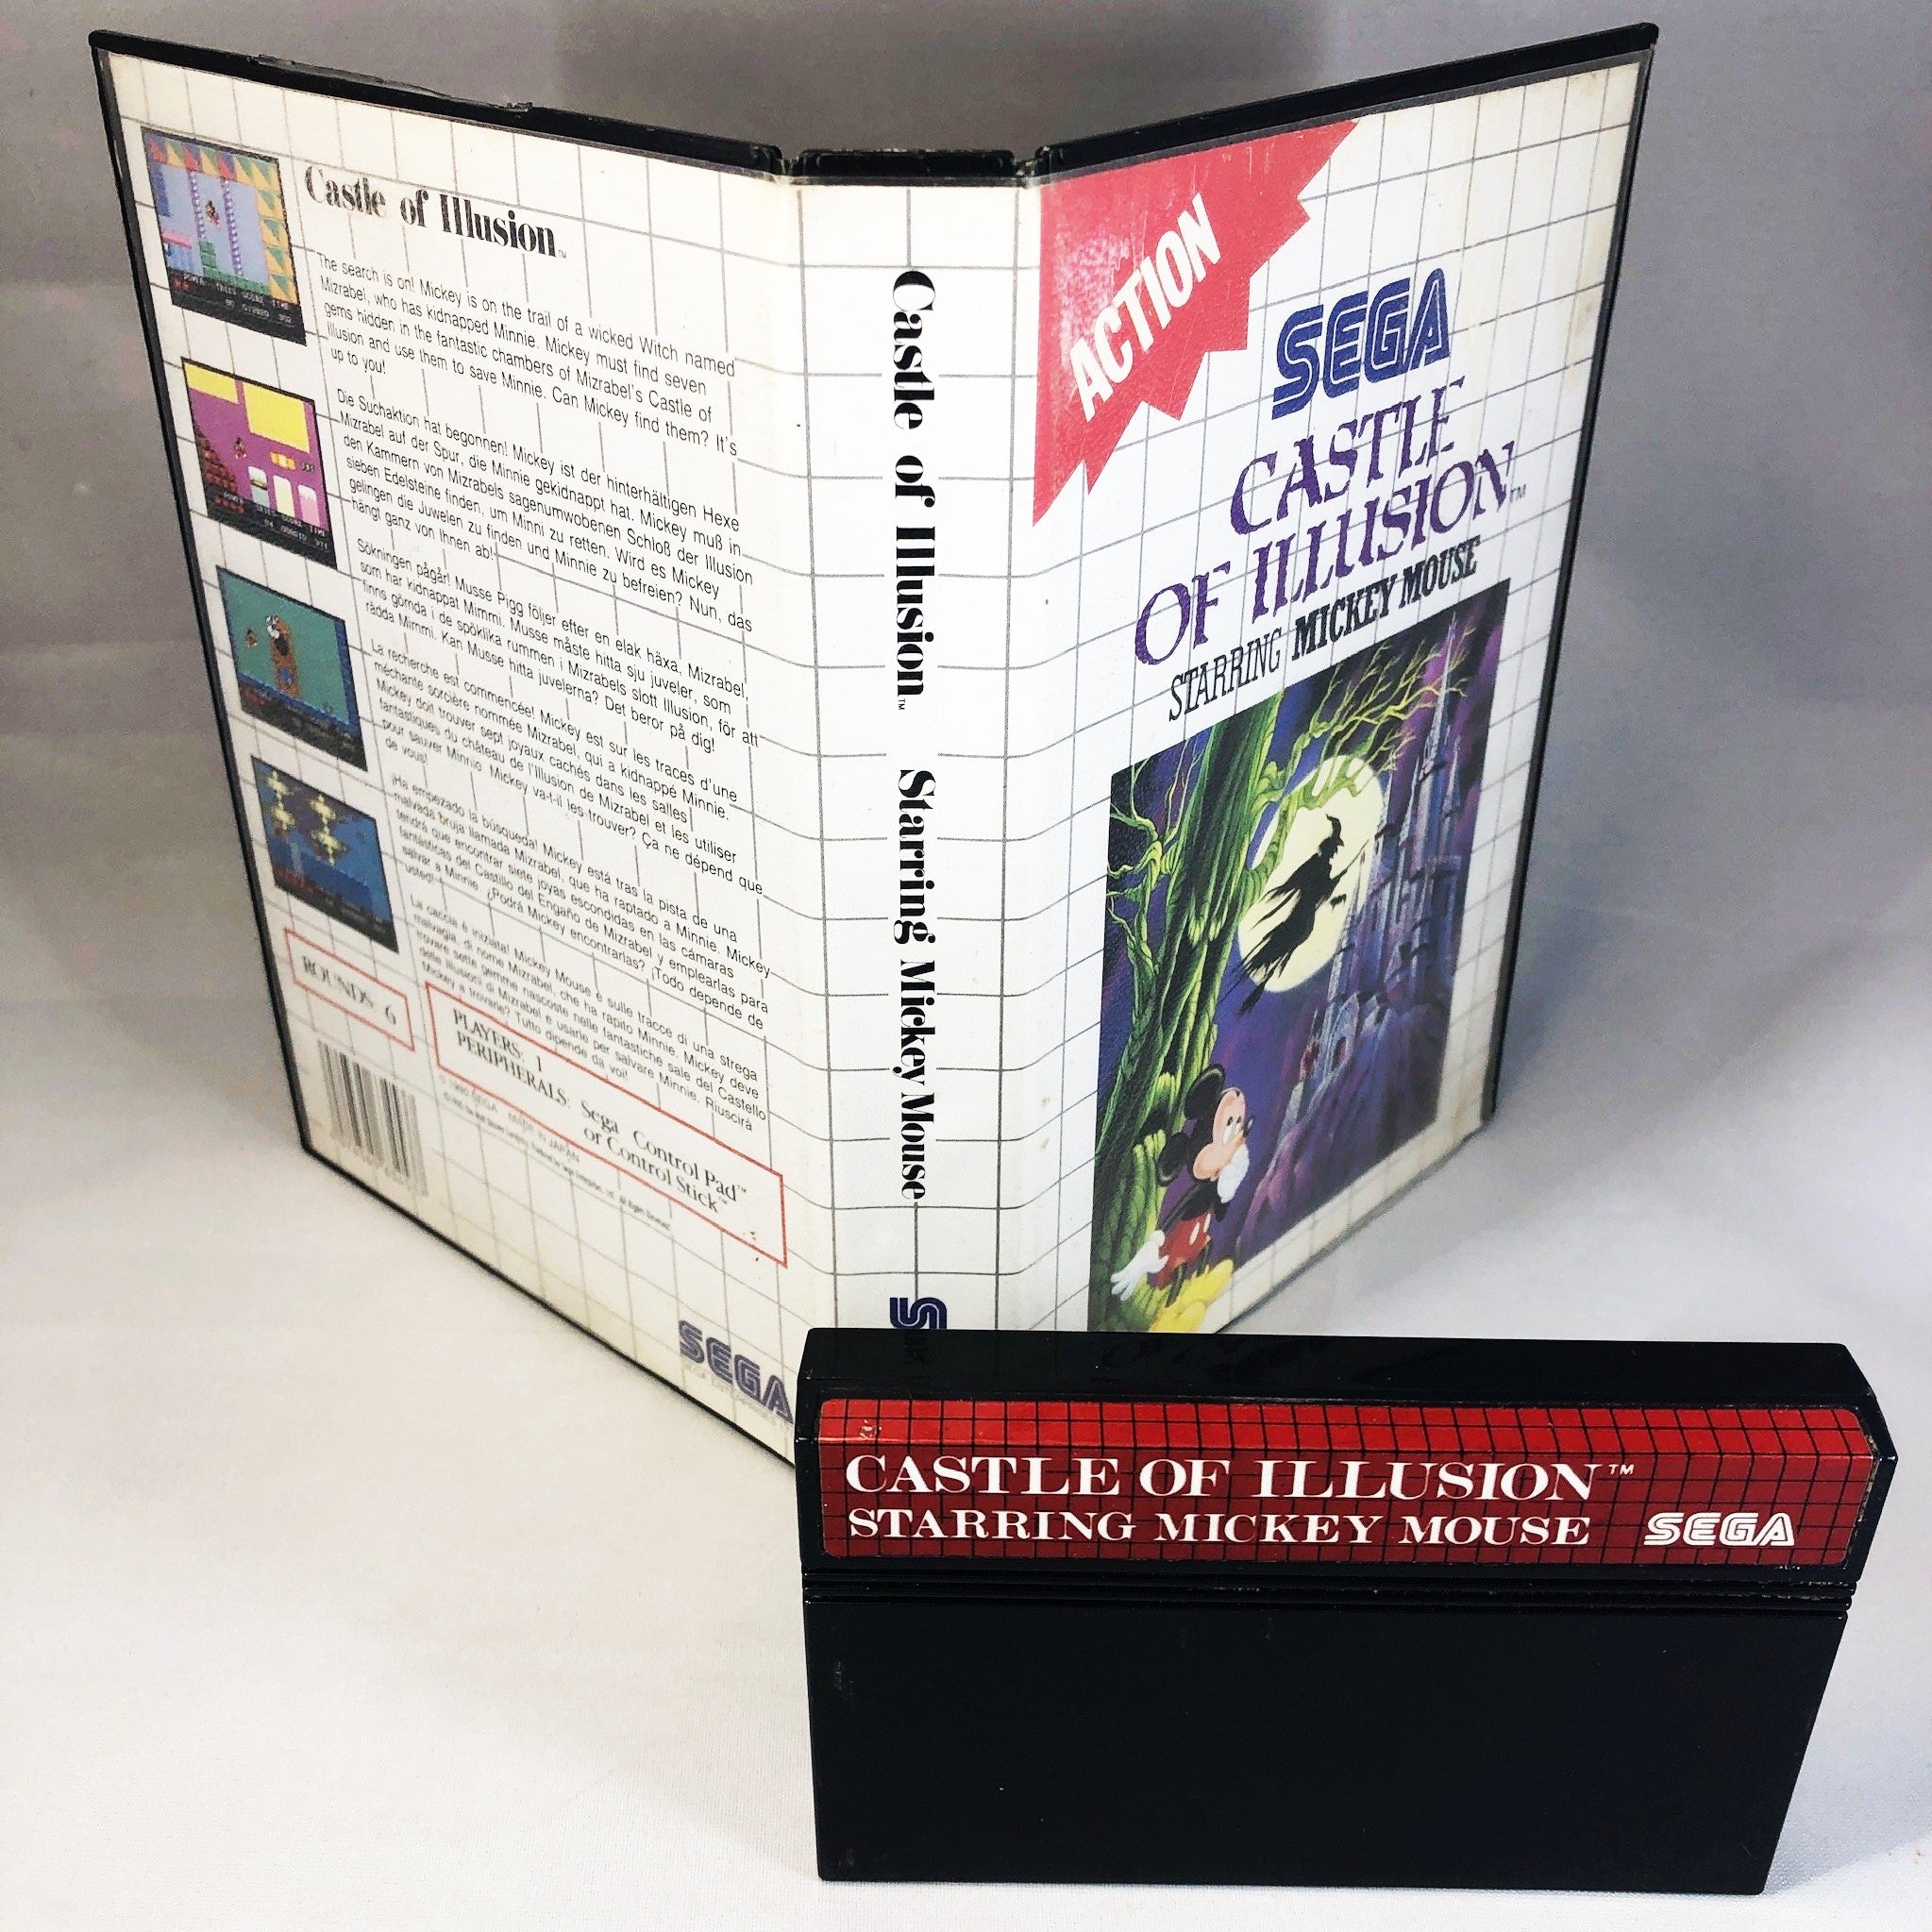 Castle of Illusion™
The search is on! Mickey is on the trail of a wicked Witch named
Mizrabel, who has kidnapped Minnie. Mickey must find seven
gems hidden in the fantastic chambers of Mizrabel's Castle of
Illusion and use them to save Minnie. Can Mickey find them? It's
up to you!
Die Suchaktion hat begonnen! Mickey ist der hinterhältigen Hexe
Mizrabel auf der Spur, die Minnie gekidnappt hat. Mickey muß in
den Kammern von Mizrabels sagenumwobenen Schloß der Illusion
sieben Edelsteine finden, um Minni zu retten. Wird es Mickey
gelingen die Juwelen zu finden und Minnie zu befreien? Nun, das
hängt ganz von Ihnen ab!
Sökningen pågår! Musse Pigg följer efter en elak häxa, Mizrabel,
som har kidnappat Mimmi. Musse måste hitta sju juveler, som
finns gömda i de spöklika rummen i Mizrabels slott Illusion, för att
rädda Mimmi. Kan Musse hitta juvelerna? Det beror på dig!
La recherche est commencée! Mickey est sur les traces d'une
méchante sorcière nommée Mizrabel, qui a kidnappé Minnie.
Mickey doit trouver sept joyaux cachés dans les salles
fantastiques du château de l'Illusion de Mizrabel et les utiliser
pour sauver Minnie. Mickey va-t-il les trouver? Ça ne dépend que
de vous!
¡Ha empezado la búsqueda! Mickey está tras la pista de una
malvada bruja llamada Mizrabel, que ha raptado a Minnie. Mickey
tendrá que encontrar siete joyas escondidas en las cámaras
fantásticas del Castillo del Engaño de Mizrabel y emplearlas para
salvar a Minnie. ¿Podrá Mickey encontrarlas? ¡Todo depende de
usted!
La caccia è iniziata! Mickey Mouse è sulle tracce di una strega
malvagia, di nome Mizrabel, che ha rapito Minnie. Mickey deve
trovare sette gemme nascoste nelle fantastiche sale del Castello
delle Illusioni di Mizrabel e usarle per salvare Minnie. Riuscirà
Mickey a trovarle? Tutto dipende da voi!
ROUNDS 6
PLAYERS: 1
PERIPHERALS: Sega Control Pad™
or Control Stick™
© 1990 SEGA MADE IN JAPAN
SEGA
Castle of Illusion™ Starring Mickey Mouse
ACTION
SEGA
CASTLE
OF ILLUSION™
STARRING MICKEY MOUSE
CASTLE OF ILLUSION™
STARRING MICKEY MOUSE SEGA